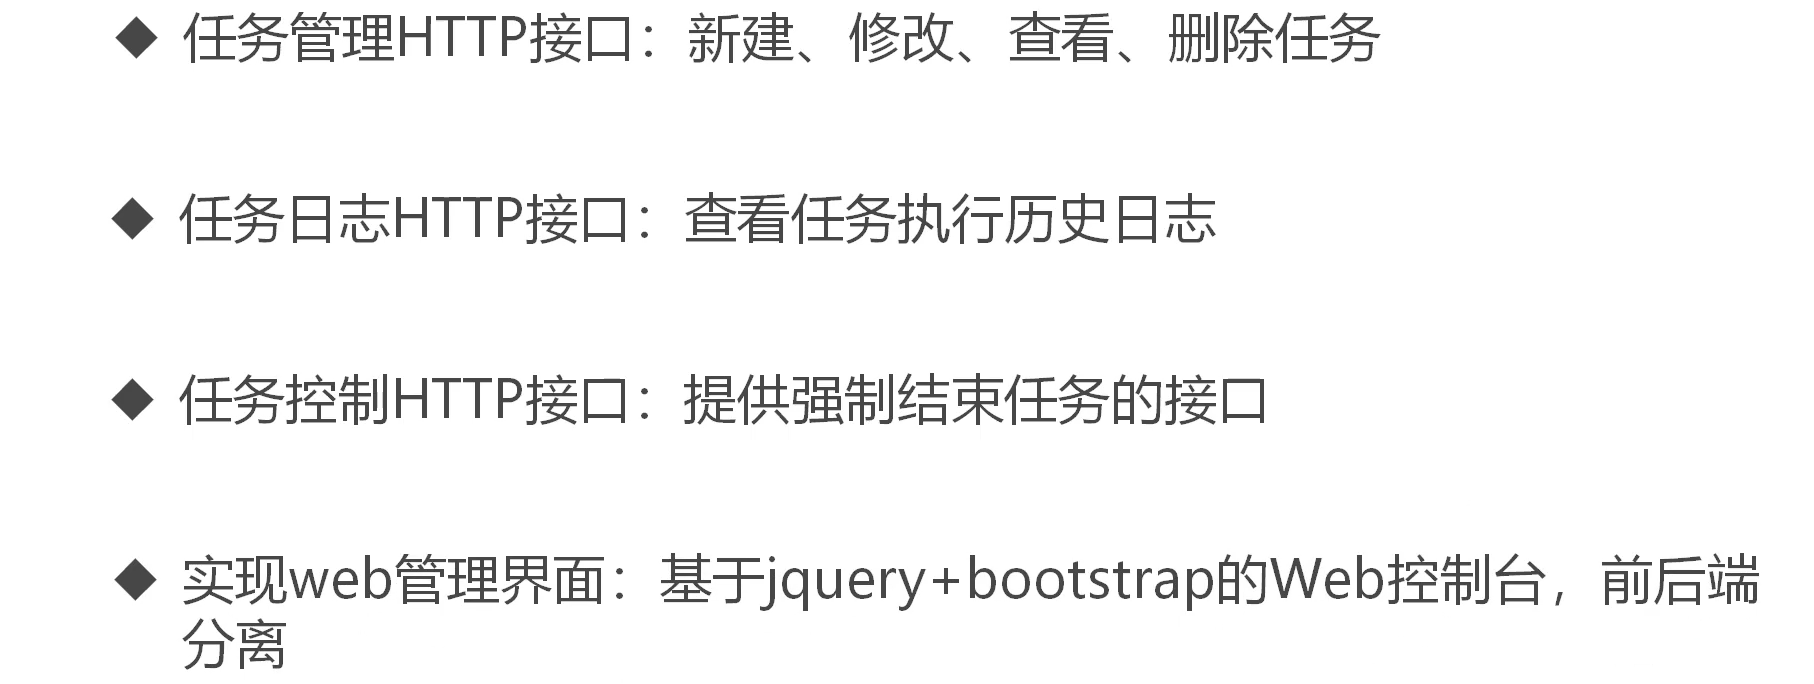 ◆ 任务管理HTTP接口：新建、修改、查看、删除任务
◆ 任务日志HTTP接口：查看任务执行历史日志
◆ 任务控制HTTP接口：提供强制结束任务的接口
◆ 实现web管理界面：基于jquery+bootstrap的Web控制台，前后端
分离